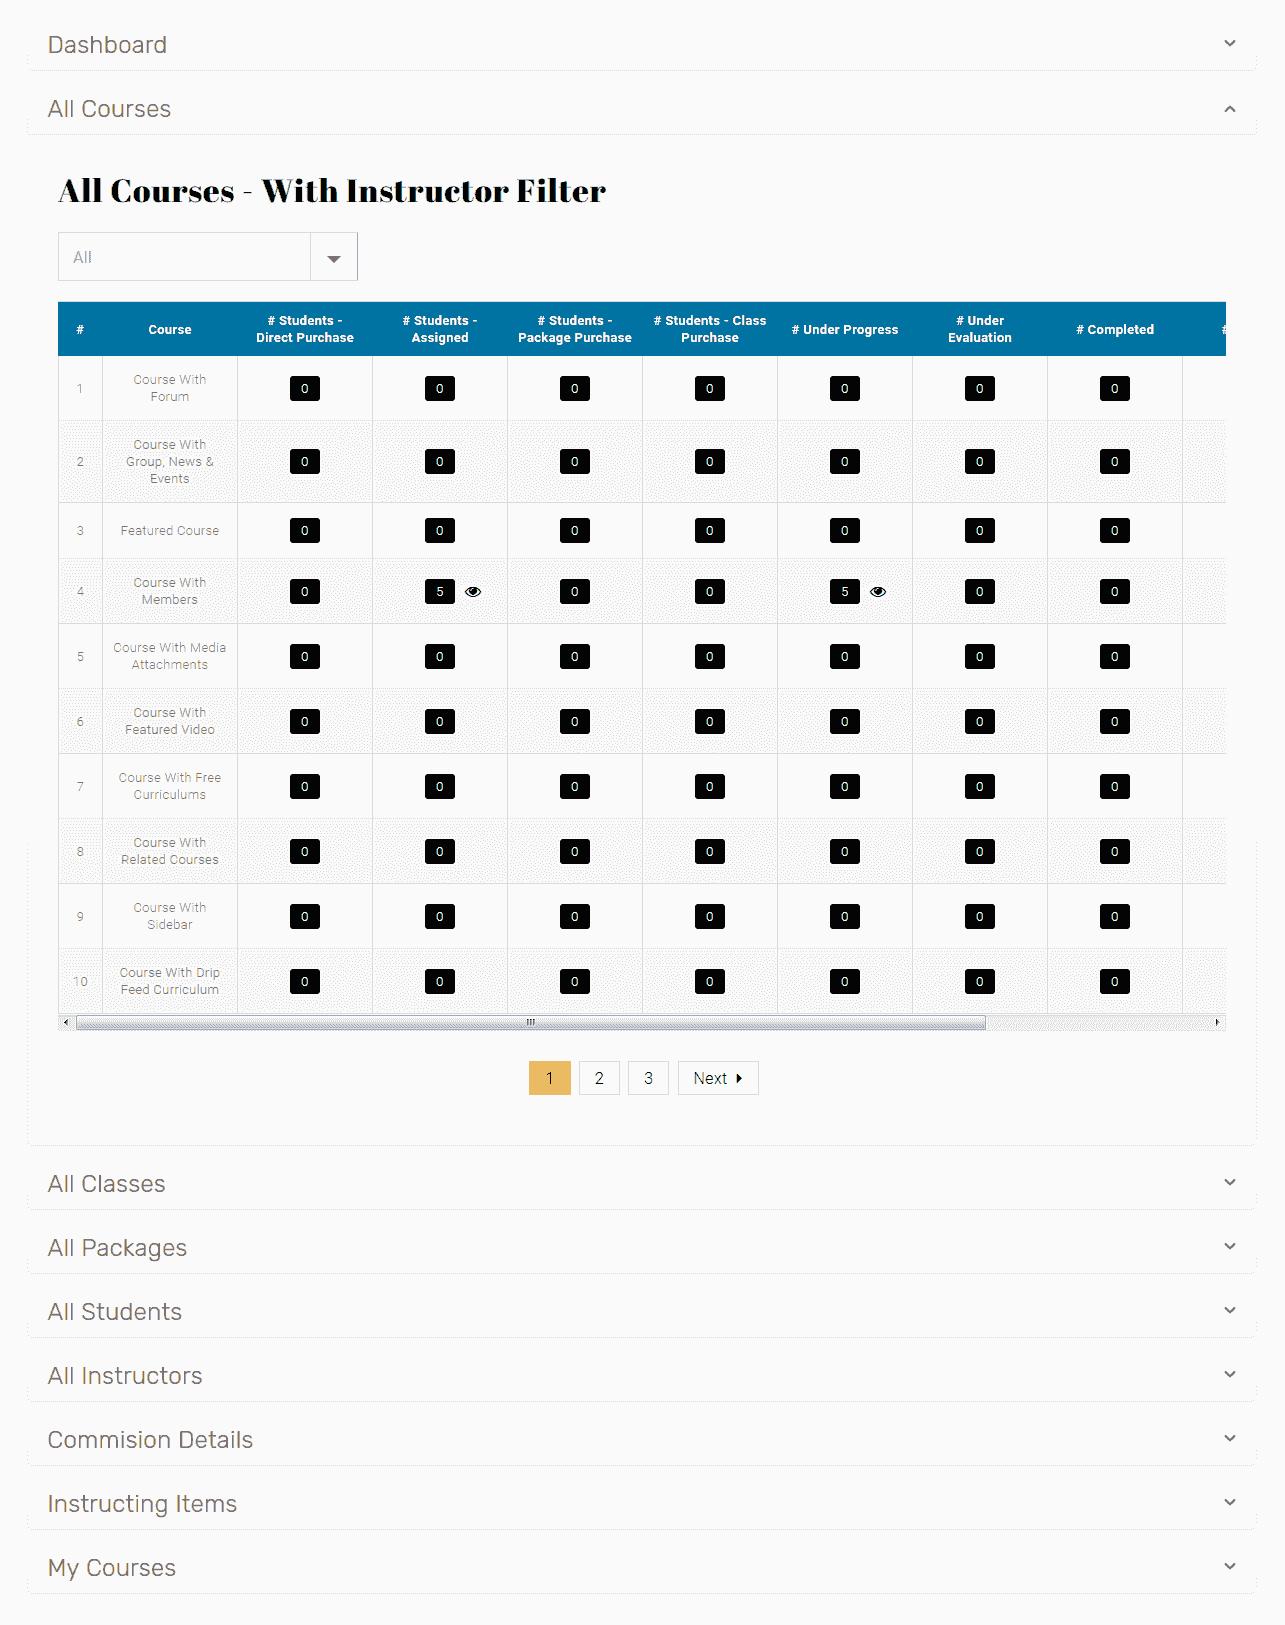 Dashboard
All Courses
All Courses - With Instructor Filter
All
# Course # Students - Direct Purchase # Students - Assigned # Students - Package Purchase # Students - Class Purchase # Under Progress # Under Evaluation # Completed #
1 Course With Forum 0 0 0 0 0 0 0
2 Course With Group, News & Events 0 0 0 0 0 0 0
3 Featured Course 0 0 0 0 0 0 0
4 Course With Members 0 5 0 0 5 0 0
5 Course With Media Attachments 0 0 0 0 0 0 0
6 Course With Featured Video 0 0 0 0 0 0 0
7 Course With Free Curriculums 0 0 0 0 0 0 0
8 Course With Related Courses 0 0 0 0 0 0 0
9 Course With Sidebar 0 0 0 0 0 0 0
10 Course With Drip Feed Curriculum 0 0 0 0 0 0 0
1 2 3 Next
All Classes
All Packages
All Students
All Instructors
Commision Details
Instructing Items
My Courses